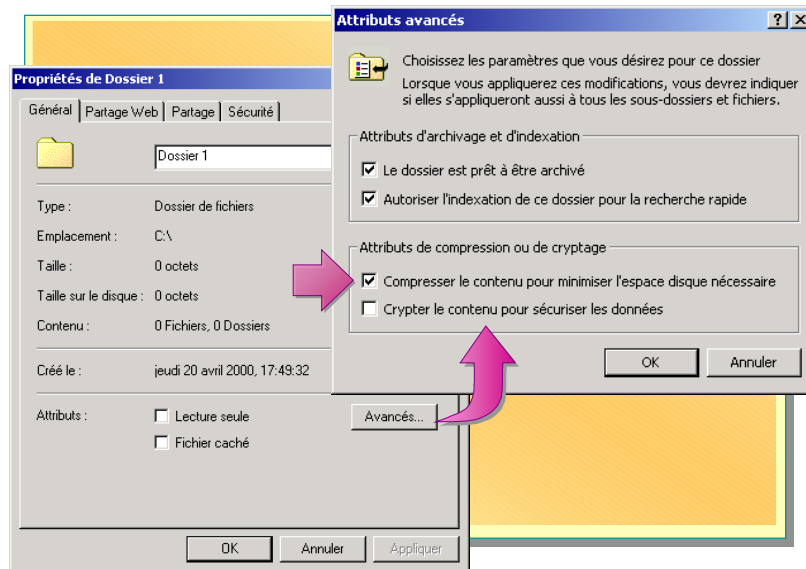 Propriétés de Dossier 1
Général
Partage Web
Partage
Sécurité
Dossier 1
Type :
Dossier de fichiers
Emplacement :
C:\
Taille :
0 octets
Taille sur le disque :
0 octets
Contenu :
0 Fichiers, 0 Dossiers
Créé le :
jeudi 20 avril 2000, 17:49:32
Attributs :
Lecture seule
Fichier caché
Avancés...
OK
Annuler
Appliquer
Attributs avancés
Choisissez les paramètres que vous désirez pour ce dossier
Lorsque vous appliquerez ces modifications, vous devrez indiquer
si elles s'appliqueront aussi à tous les sous-dossiers et fichiers.
Attributs d'archivage et d'indexation
Le dossier est prêt à être archivé
Autoriser l'indexation de ce dossier pour la recherche rapide
Attributs de compression ou de cryptage
Compresser le contenu pour minimiser l'espace disque nécessaire
Crypter le contenu pour sécuriser les données
OK
Annuler